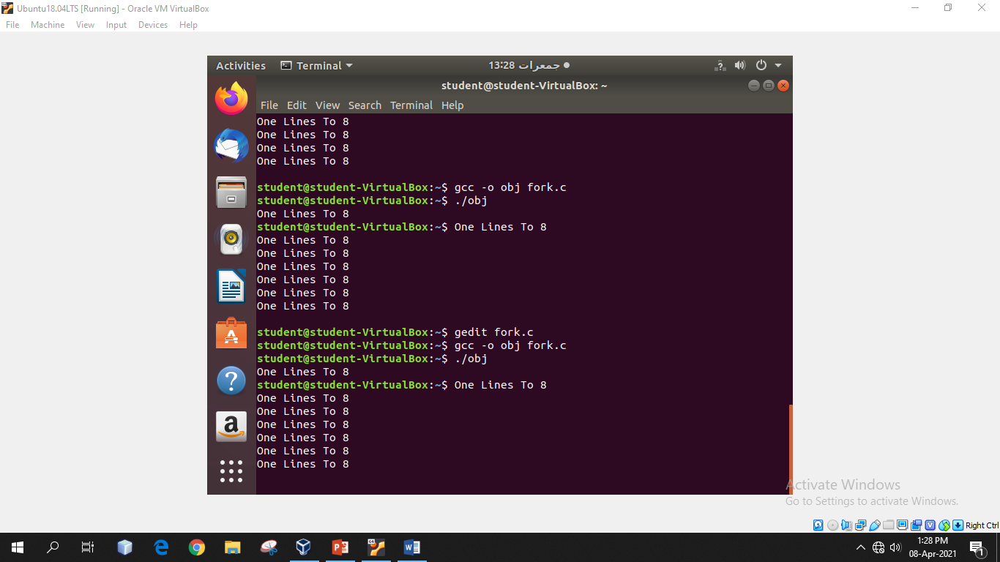 Ubuntu18.04LTS [Running] - Oracle VM VirtualBox
File Machine View Input Devices Help
Activities Terminal جمعرات 13:28
student@student-VirtualBox: ~
File Edit View Search Terminal Help
One Lines To 8
One Lines To 8
One Lines To 8
One Lines To 8
student@student-VirtualBox:~$ gcc -o obj fork.c
student@student-VirtualBox:~$ ./obj
One Lines To 8
student@student-VirtualBox:~$ One Lines To 8
One Lines To 8
One Lines To 8
One Lines To 8
One Lines To 8
One Lines To 8
One Lines To 8
student@student-VirtualBox:~$ gedit fork.c
student@student-VirtualBox:~$ gcc -o obj fork.c
student@student-VirtualBox:~$ ./obj
One Lines To 8
student@student-VirtualBox:~$ One Lines To 8
One Lines To 8
One Lines To 8
One Lines To 8
One Lines To 8
One Lines To 8
One Lines To 8
Activate Windows
Go to Settings to activate Windows.
Right Ctrl
1:28 PM
08-Apr-2021
1